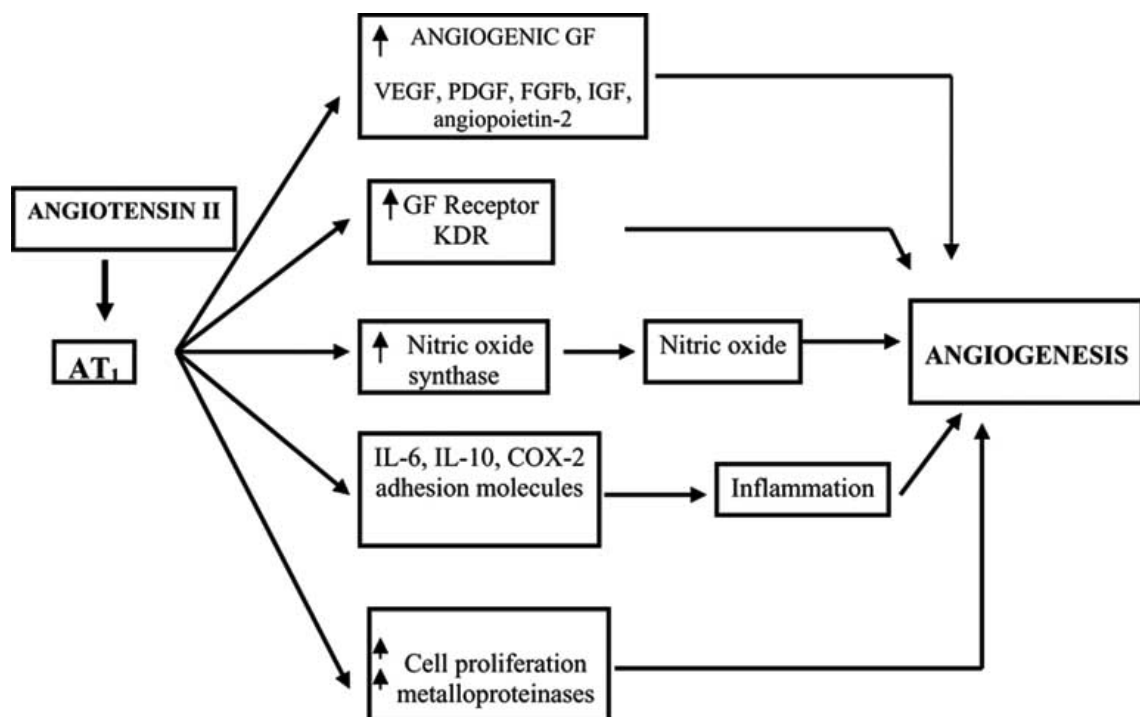 ANGIOGENIC GF
VEGF, PDGF, FGFb, IGF,
angiopoietin-2
ANGIOTENSIN II
GF Receptor
KDR
AT₁
Nitric oxide
synthase
Nitric oxide
ANGIOGENESIS
IL-6, IL-10, COX-2
adhesion molecules
Inflammation
Cell proliferation
metalloproteinases